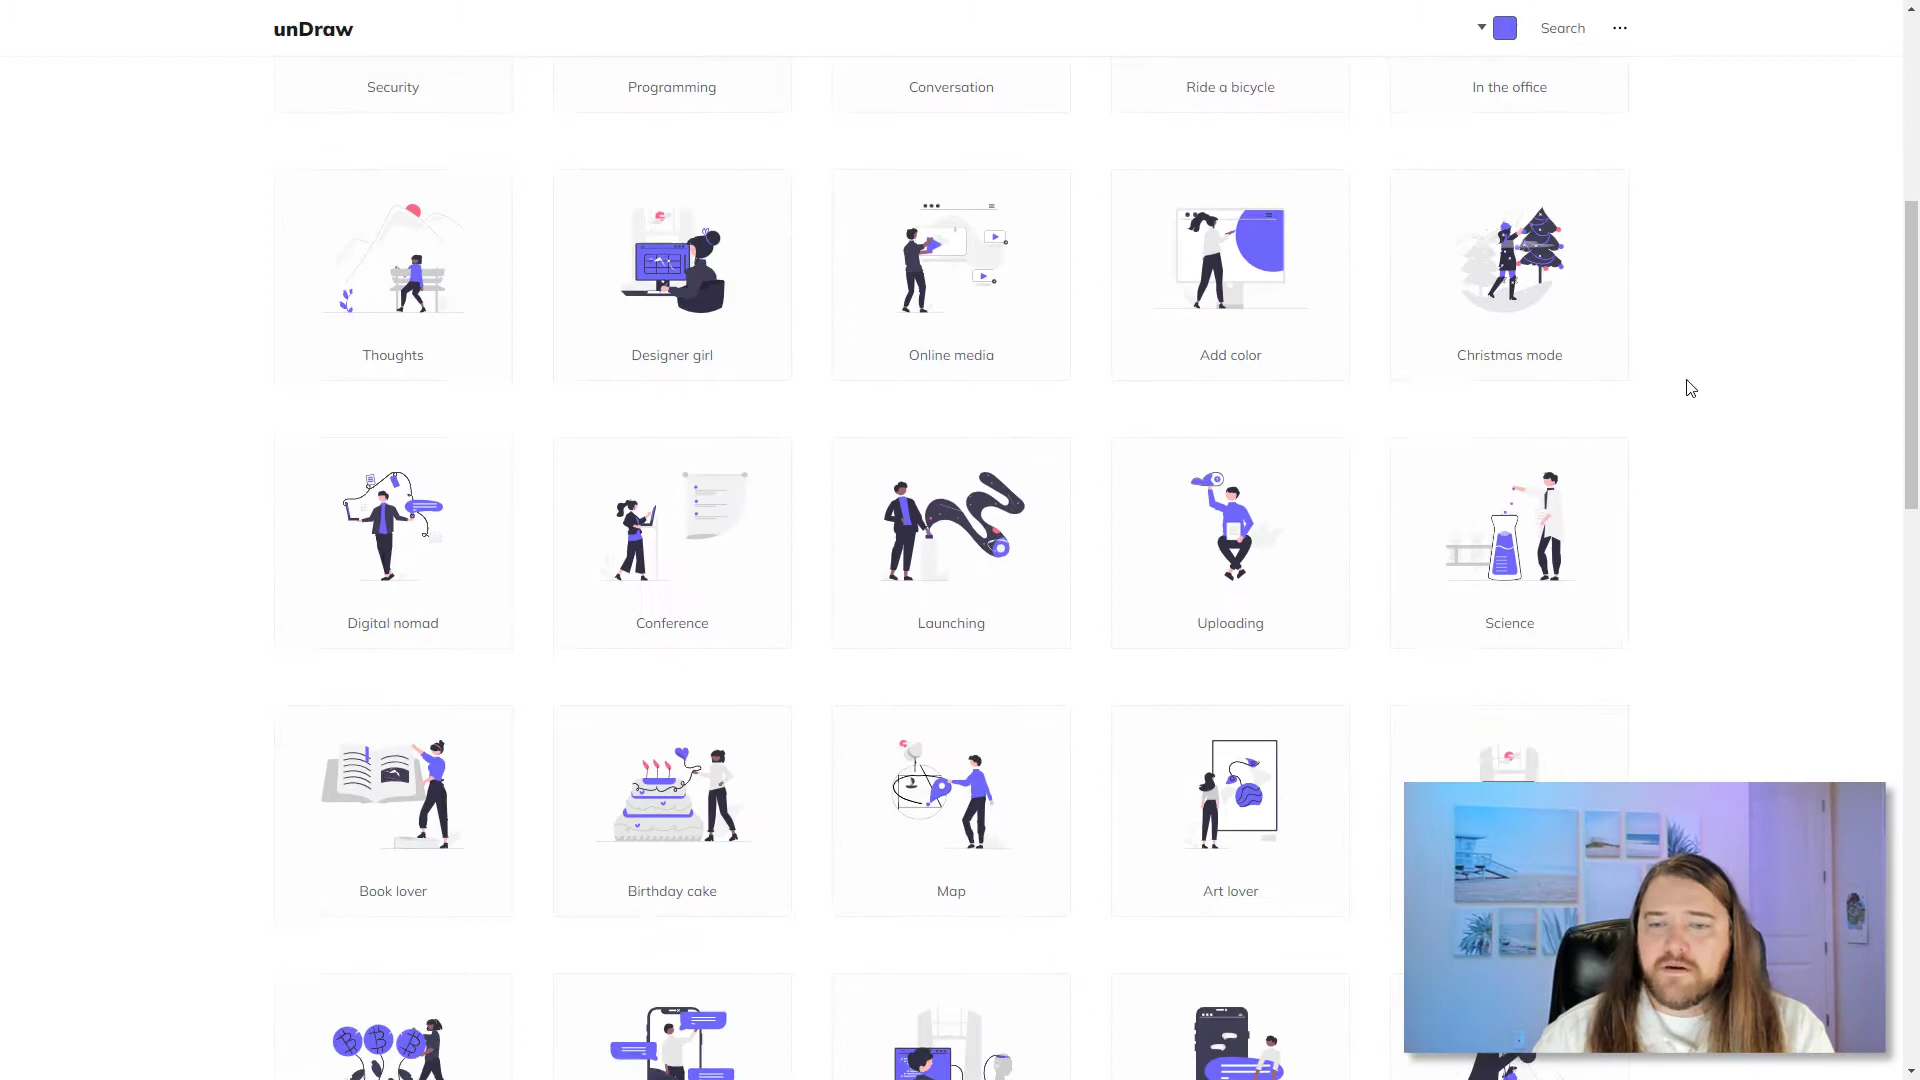 unDraw
Search
Security
Programming
Conversation
Ride a bicycle
In the office
Thoughts
Designer girl
Online media
Add color
Christmas mode
Digital nomad
Conference
Launching
Uploading
Science
Book lover
Birthday cake
Map
Art lover